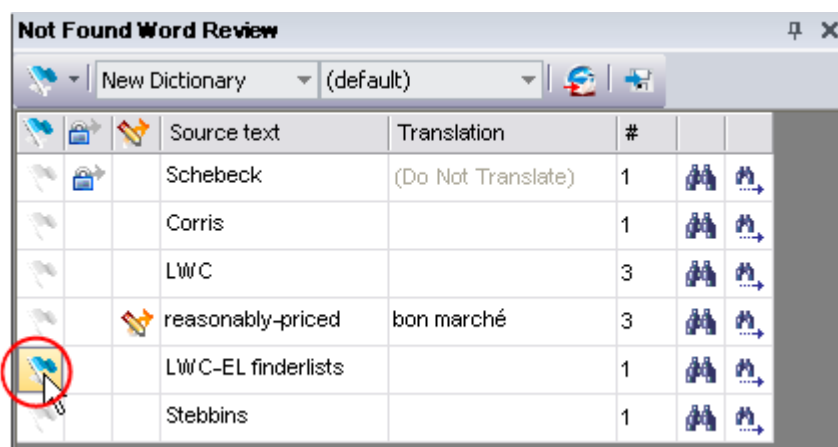 Not Found Word Review
New Dictionary (default)
Source text Translation #
Schebeck (Do Not Translate) 1
Corris 1
LWC 3
reasonably-priced bon marché 3
LWC-EL finderlists 1
Stebbins 1